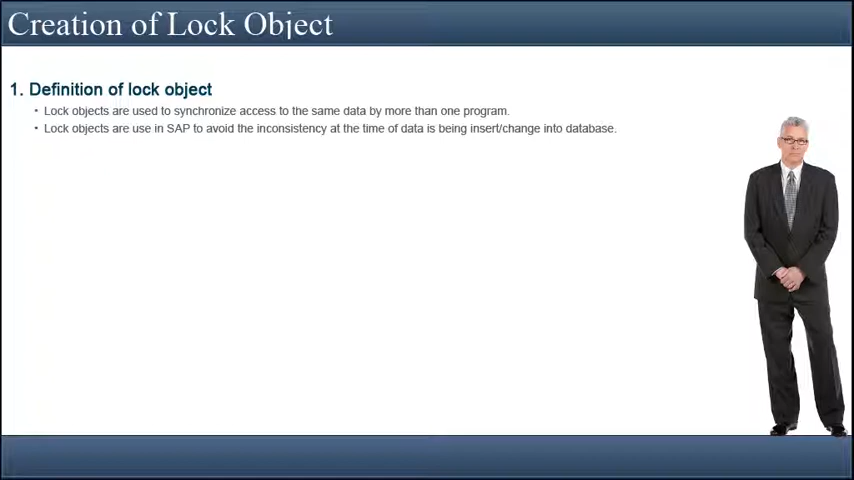 Creation of Lock Object
1. Definition of lock object
• Lock objects are used to synchronize access to the same data by more than one program.
• Lock objects are use in SAP to avoid the inconsistency at the time of data is being insert/change into database.